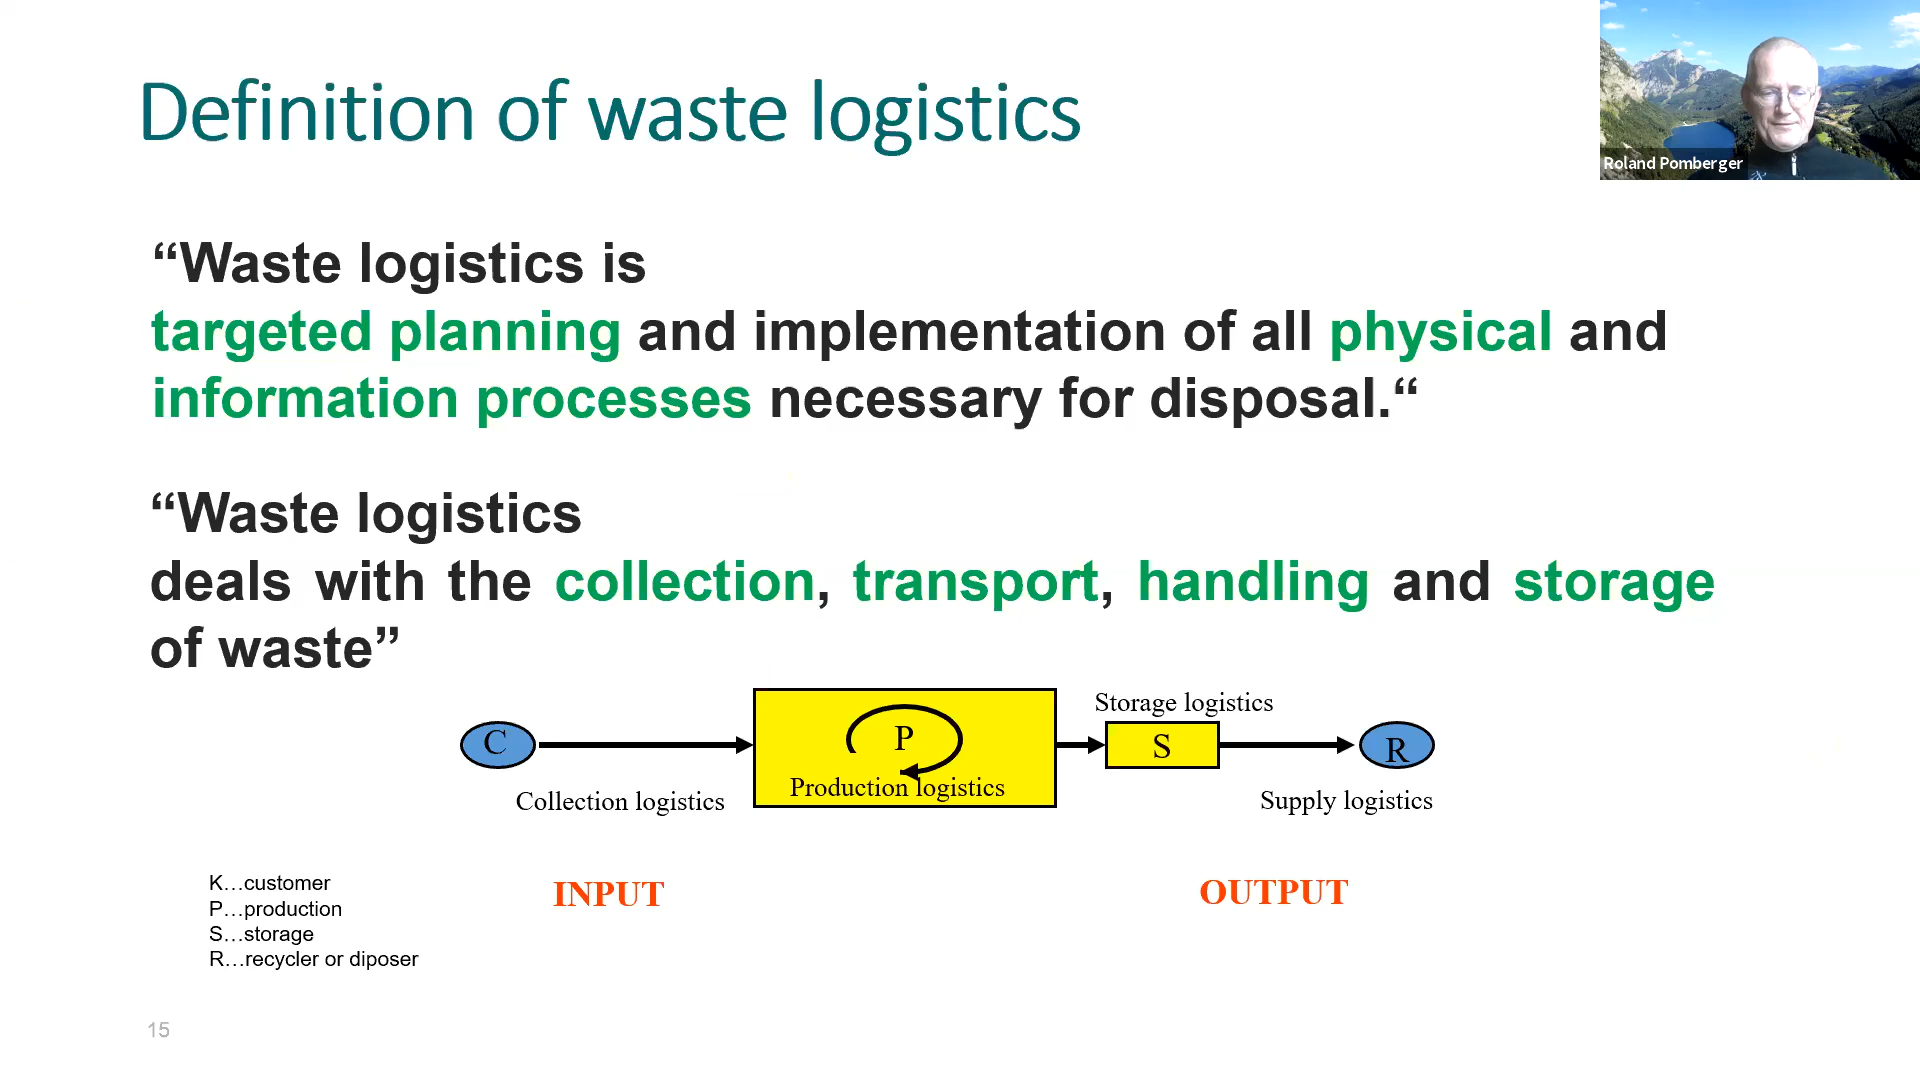 Definition of waste logistics
Roland Pomberger
“Waste logistics is
targeted planning and implementation of all physical and
information processes necessary for disposal.“
“Waste logistics
deals with the collection, transport, handling and storage
of waste”
Storage logistics
C
P
S
R
Production logistics
Collection logistics
Supply logistics
K…customer
P…production
S…storage
R…recycler or diposer
INPUT
OUTPUT
15